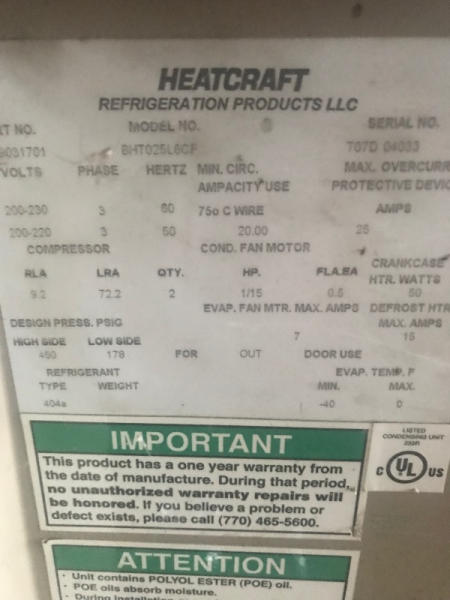 HEATCRAFT
REFRIGERATION PRODUCTS LLC
CT NO. MODEL NO. SERIAL NO.
9031701 BHT025L6CF T07D 04033
VOLTS PHASE HERTZ MIN. CIRC. MAX. OVERCURR
AMPACITY USE PROTECTIVE DEVIC
200-230 3 60 75o C WIRE AMPS
200-220 3 50 20.00 25
COMPRESSOR COND. FAN MOTOR
RLA LRA QTY. HP. FLA.EA CRANKCASE
HTR. WATTS
9.2 72.2 2 1/15 0.5 50
EVAP. FAN MTR. MAX. AMPS DEFROST HTR
DESIGN PRESS. PSIG 7 MAX. AMPS
HIGH SIDE LOW SIDE 15
450 178 FOR OUT DOOR USE
REFRIGERANT EVAP. TEMP. F
TYPE WEIGHT MIN. MAX.
404a -40 0
IMPORTANT
This product has a one year warranty from
the date of manufacture. During that period,
no unauthorized warranty repairs will
be honored. If you believe a problem or
defect exists, please call (770) 465-5600.
LISTED
CONDENSING UNIT
C UL US
ATTENTION
· Unit contains POLYOL ESTER (POE) oil.
· POE oils absorb moisture.
· During installation